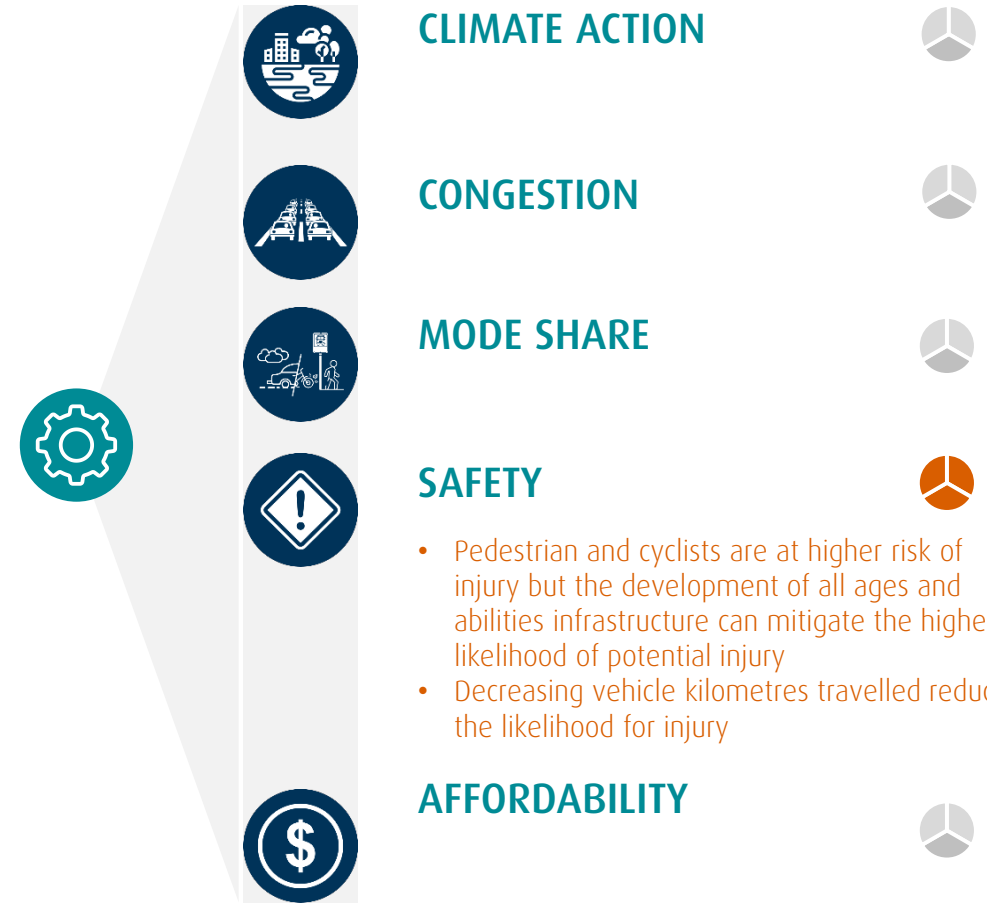 CLIMATE ACTION
CONGESTION
MODE SHARE
SAFETY
• Pedestrian and cyclists are at higher risk of
injury but the development of all ages and
abilities infrastructure can mitigate the highe
likelihood of potential injury
• Decreasing vehicle kilometres travelled reduc
the likelihood for injury
AFFORDABILITY
$